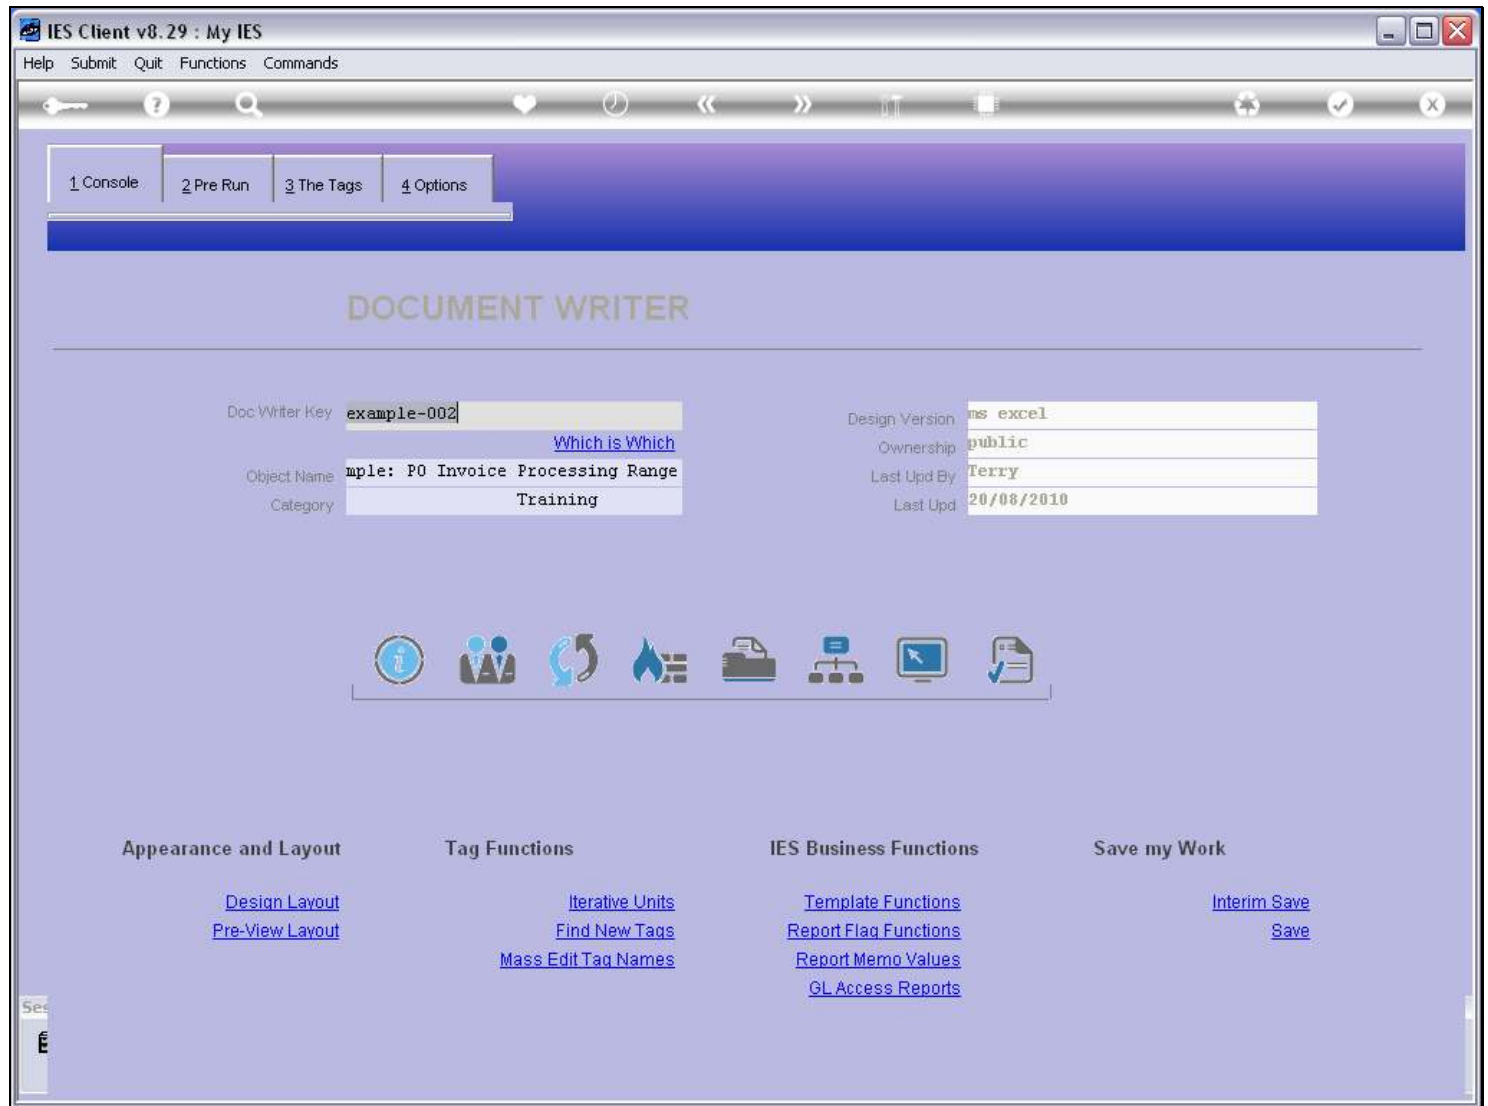 IES Client v8.29 : My IES
Help Submit Quit Functions Commands
1 Console 2 Pre Run 3 The Tags 4 Options
DOCUMENT WRITER
Doc Writer Key example-002
Which is Which
Object Name mple: PO Invoice Processing Range
Category Training
Design Version ms excel
Ownership public
Last Upd By Terry
Last Upd 20/08/2010
Appearance and Layout
Design Layout
Pre-View Layout
Tag Functions
Iterative Units
Find New Tags
Mass Edit Tag Names
IES Business Functions
Template Functions
Report Flag Functions
Report Memo Values
GL Access Reports
Save my Work
Interim Save
Save
Ses